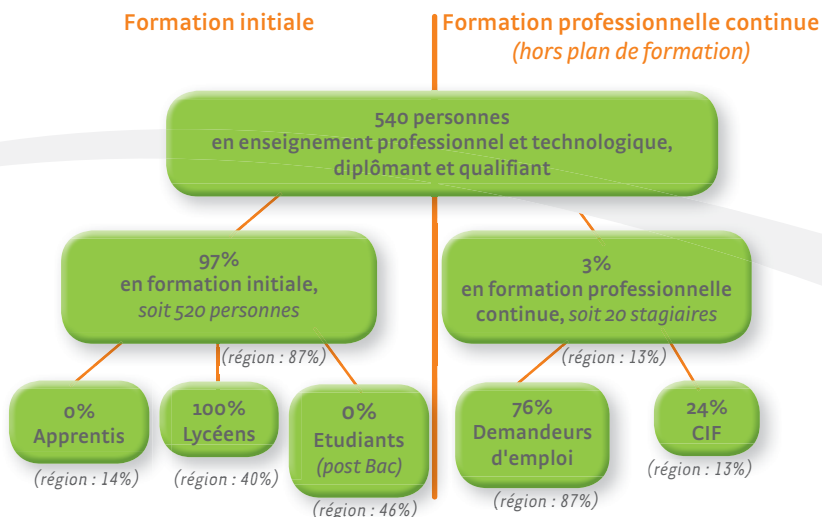 Formation initiale
Formation professionnelle continue
(hors plan de formation)
540 personnes
en enseignement professionnel et technologique,
diplômant et qualifiant
97%
en formation initiale,
soit 520 personnes
(région : 87%)
3%
en formation professionnelle
continue, soit 20 stagiaires
(région : 13%)
0%
Apprentis
(région : 14%)
100%
Lycéens
(région : 40%)
0%
Etudiants
(post Bac)
(région : 46%)
76%
Demandeurs
d'emploi
(région : 87%)
24%
CIF
(région : 13%)